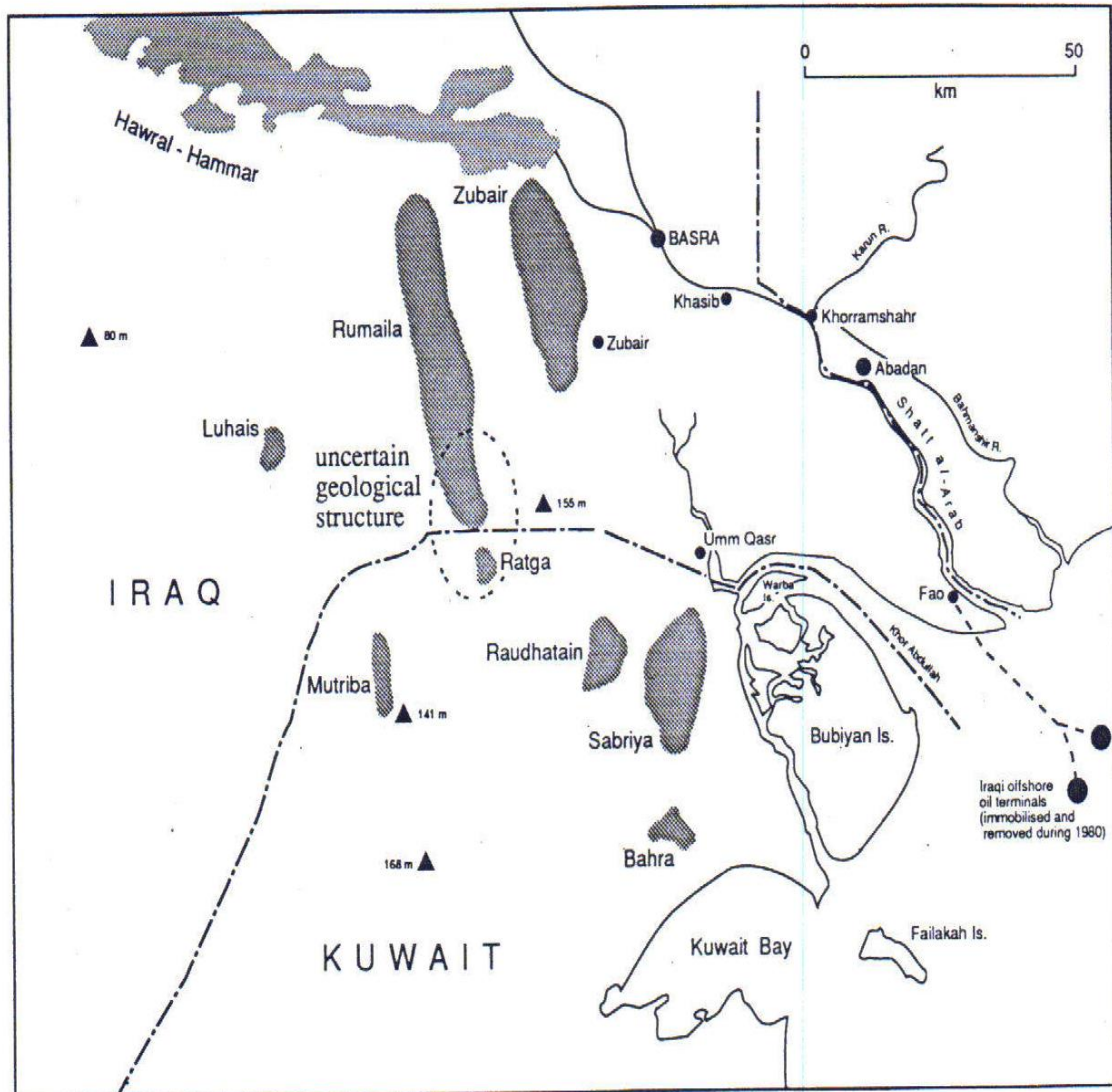 0 50
km
Hawral - Hammar
Zubair
BASRA
Karun R.
Khasib
Khorramshahr
Rumaila
80 m
Zubair
Abadan
Bahmanshir R.
Shatt al-Arab
Luhais
uncertain
geological
structure
155 m
Umm Qasr
Ratga
Warba
Is.
Fao
IRAQ
Khor Abdullah
Raudhatain
Mutriba
141 m
Sabriya
Bubiyan Is.
Iraqi offshore
oil terminals
(immobilised and
removed during 1980)
Bahra
168 m
KUWAIT
Kuwait Bay
Failakah Is.